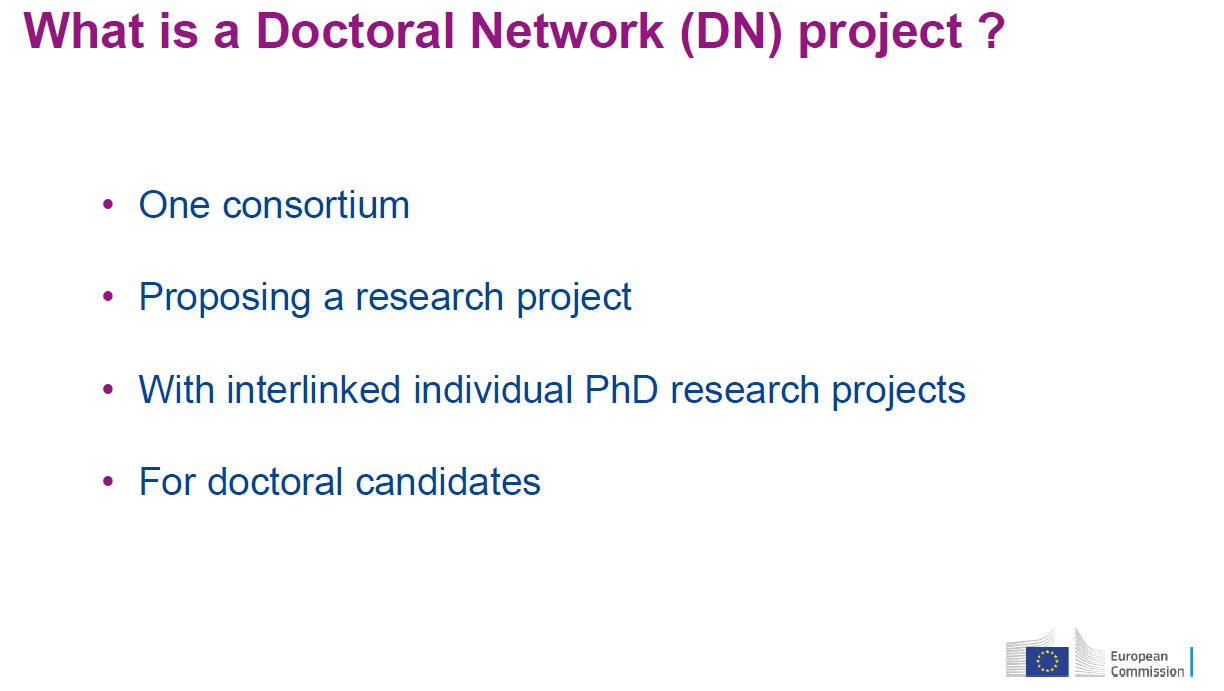 What is a Doctoral Network (DN) project ?
• One consortium
• Proposing a research project
• With interlinked individual PhD research projects
• For doctoral candidates
European
Commission